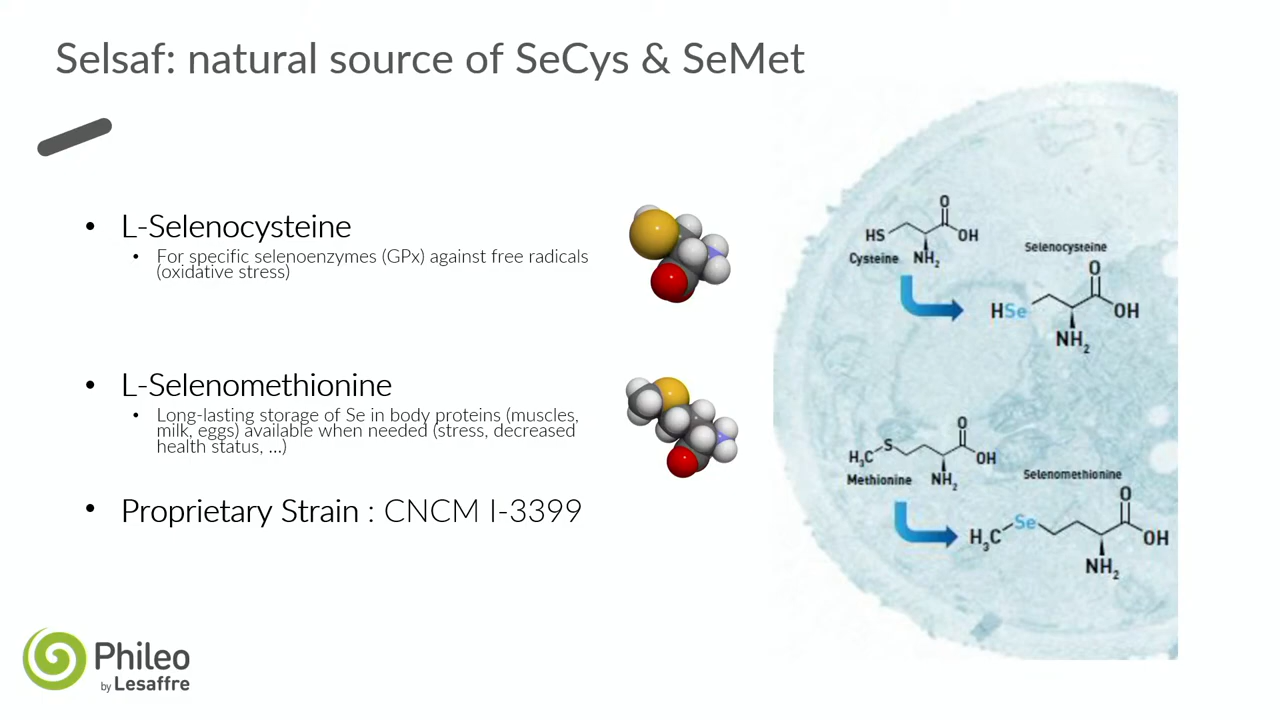 Selsaf: natural source of SeCys & SeMet
• L-Selenocysteine
• For specific selenoenzymes (GPx) against free radicals
(oxidative stress)
• L-Selenomethionine
• Long-lasting storage of Se in body proteins (muscles,
milk, eggs) available when needed (stress, decreased
health status, ...)
• Proprietary Strain : CNCM I-3399
O
HS
OH
Cysteine
NH2
Selenocysteine
O
HSe
OH
NH2
O
H3C
S
OH
Methionine
NH2
Selenomethionine
O
H3C
Se
OH
NH2
Phileo
by Lesaffre